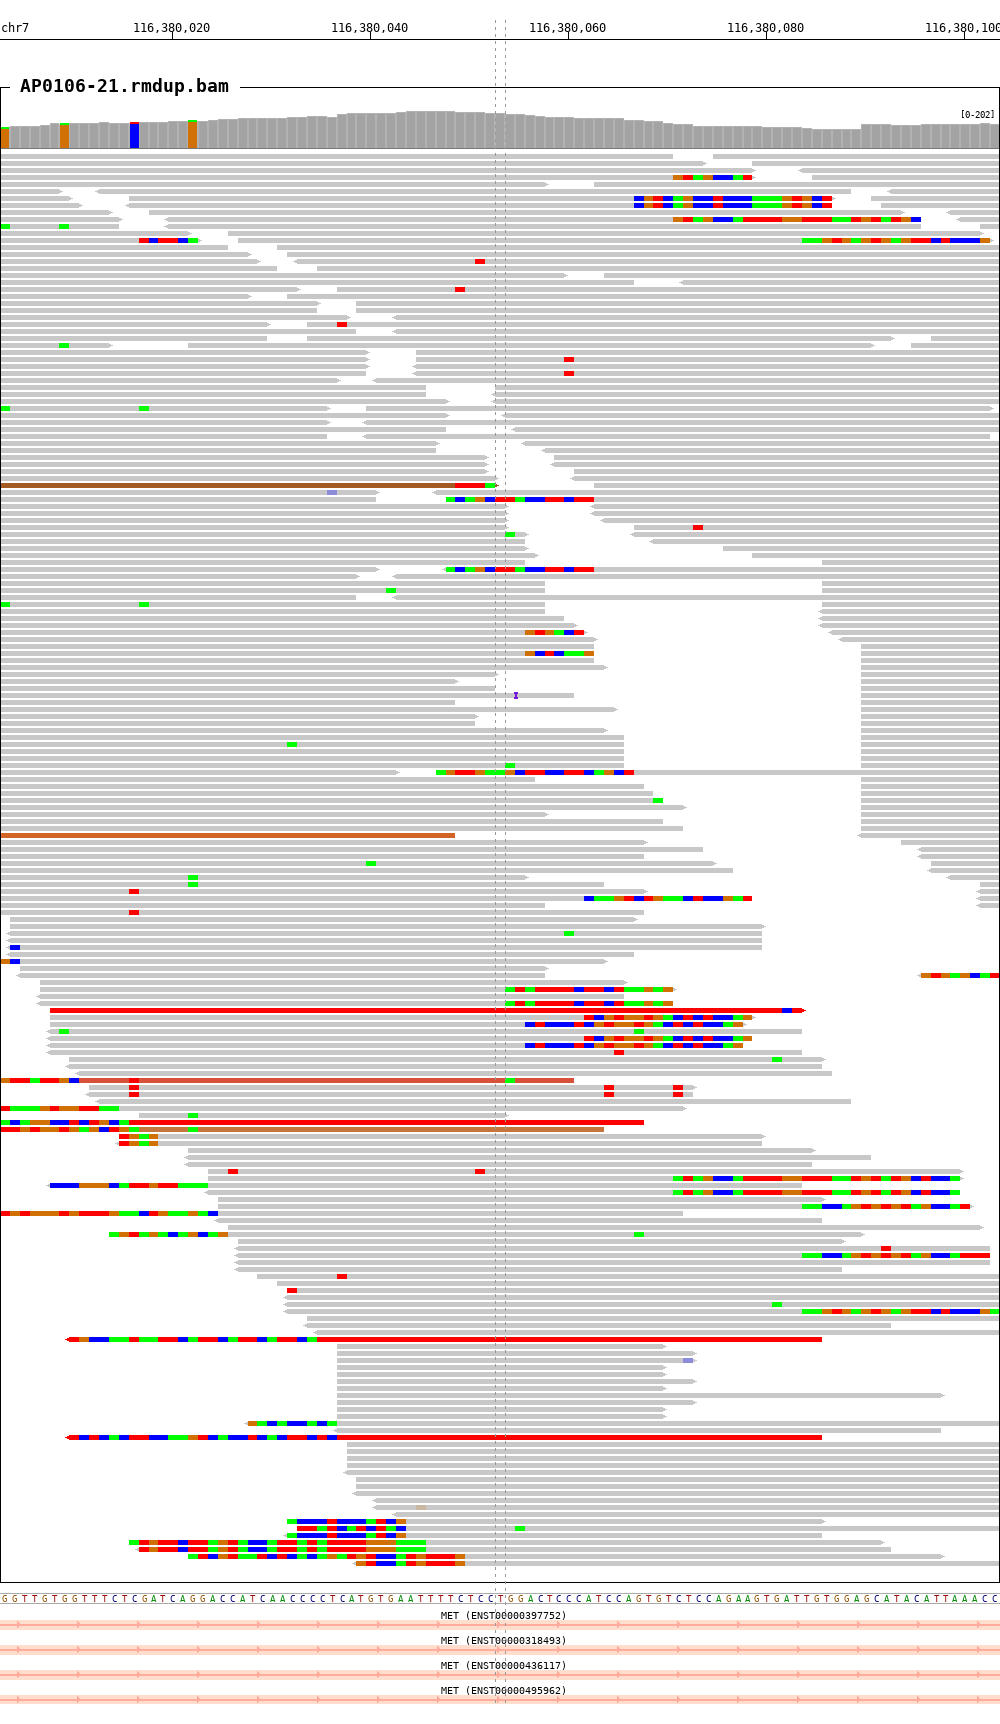 chr7 116,380,020 116,380,040 116,380,060 116,380,080 116,380,100
AP0106-21.rmdup.bam
[0-202]
GGTTGTGGTTTCTCGATCAGGACCATCAACCCCTCATGTGAATTTTCTCCTGGACTCCCATCCAGTGTCTCCAGAAGTGATTGTGGAGCATACATTAAACC
MET (ENST00000397752)
MET (ENST00000318493)
MET (ENST00000436117)
MET (ENST00000495962)